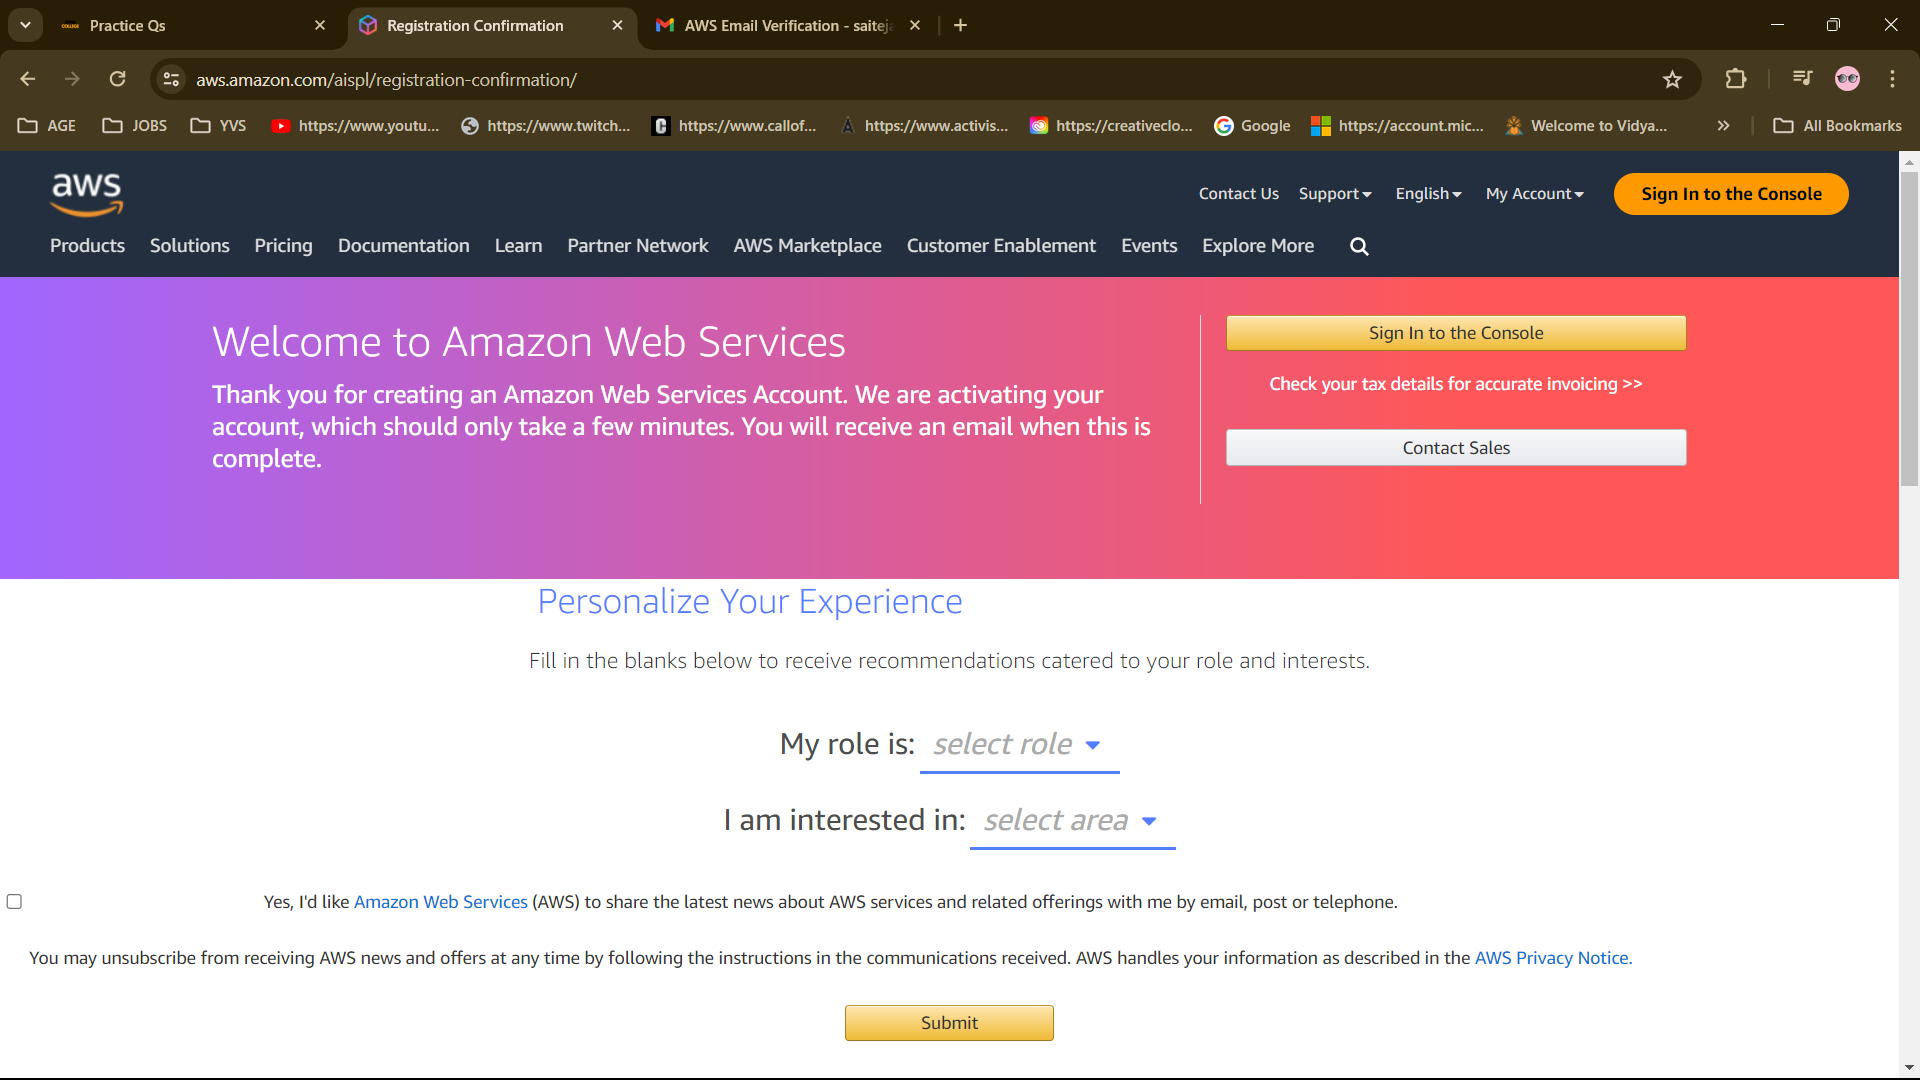 Practice Qs
Registration Confirmation
AWS Email Verification - saitej
aws.amazon.com/aispl/registration-confirmation/
AGE
JOBS
YVS
https://www.youtu...
https://www.twitch...
https://www.callof...
https://www.activis...
https://creativeclo...
Google
https://account.mic...
Welcome to Vidya...
All Bookmarks
aws
Contact Us
Support
English
My Account
Sign In to the Console
Products
Solutions
Pricing
Documentation
Learn
Partner Network
AWS Marketplace
Customer Enablement
Events
Explore More
Welcome to Amazon Web Services
Thank you for creating an Amazon Web Services Account. We are activating your
account, which should only take a few minutes. You will receive an email when this is
complete.
Sign In to the Console
Check your tax details for accurate invoicing >>
Contact Sales
Personalize Your Experience
Fill in the blanks below to receive recommendations catered to your role and interests.
My role is: select role
I am interested in: select area
Yes, I'd like Amazon Web Services (AWS) to share the latest news about AWS services and related offerings with me by email, post or telephone.
You may unsubscribe from receiving AWS news and offers at any time by following the instructions in the communications received. AWS handles your information as described in the AWS Privacy Notice.
Submit